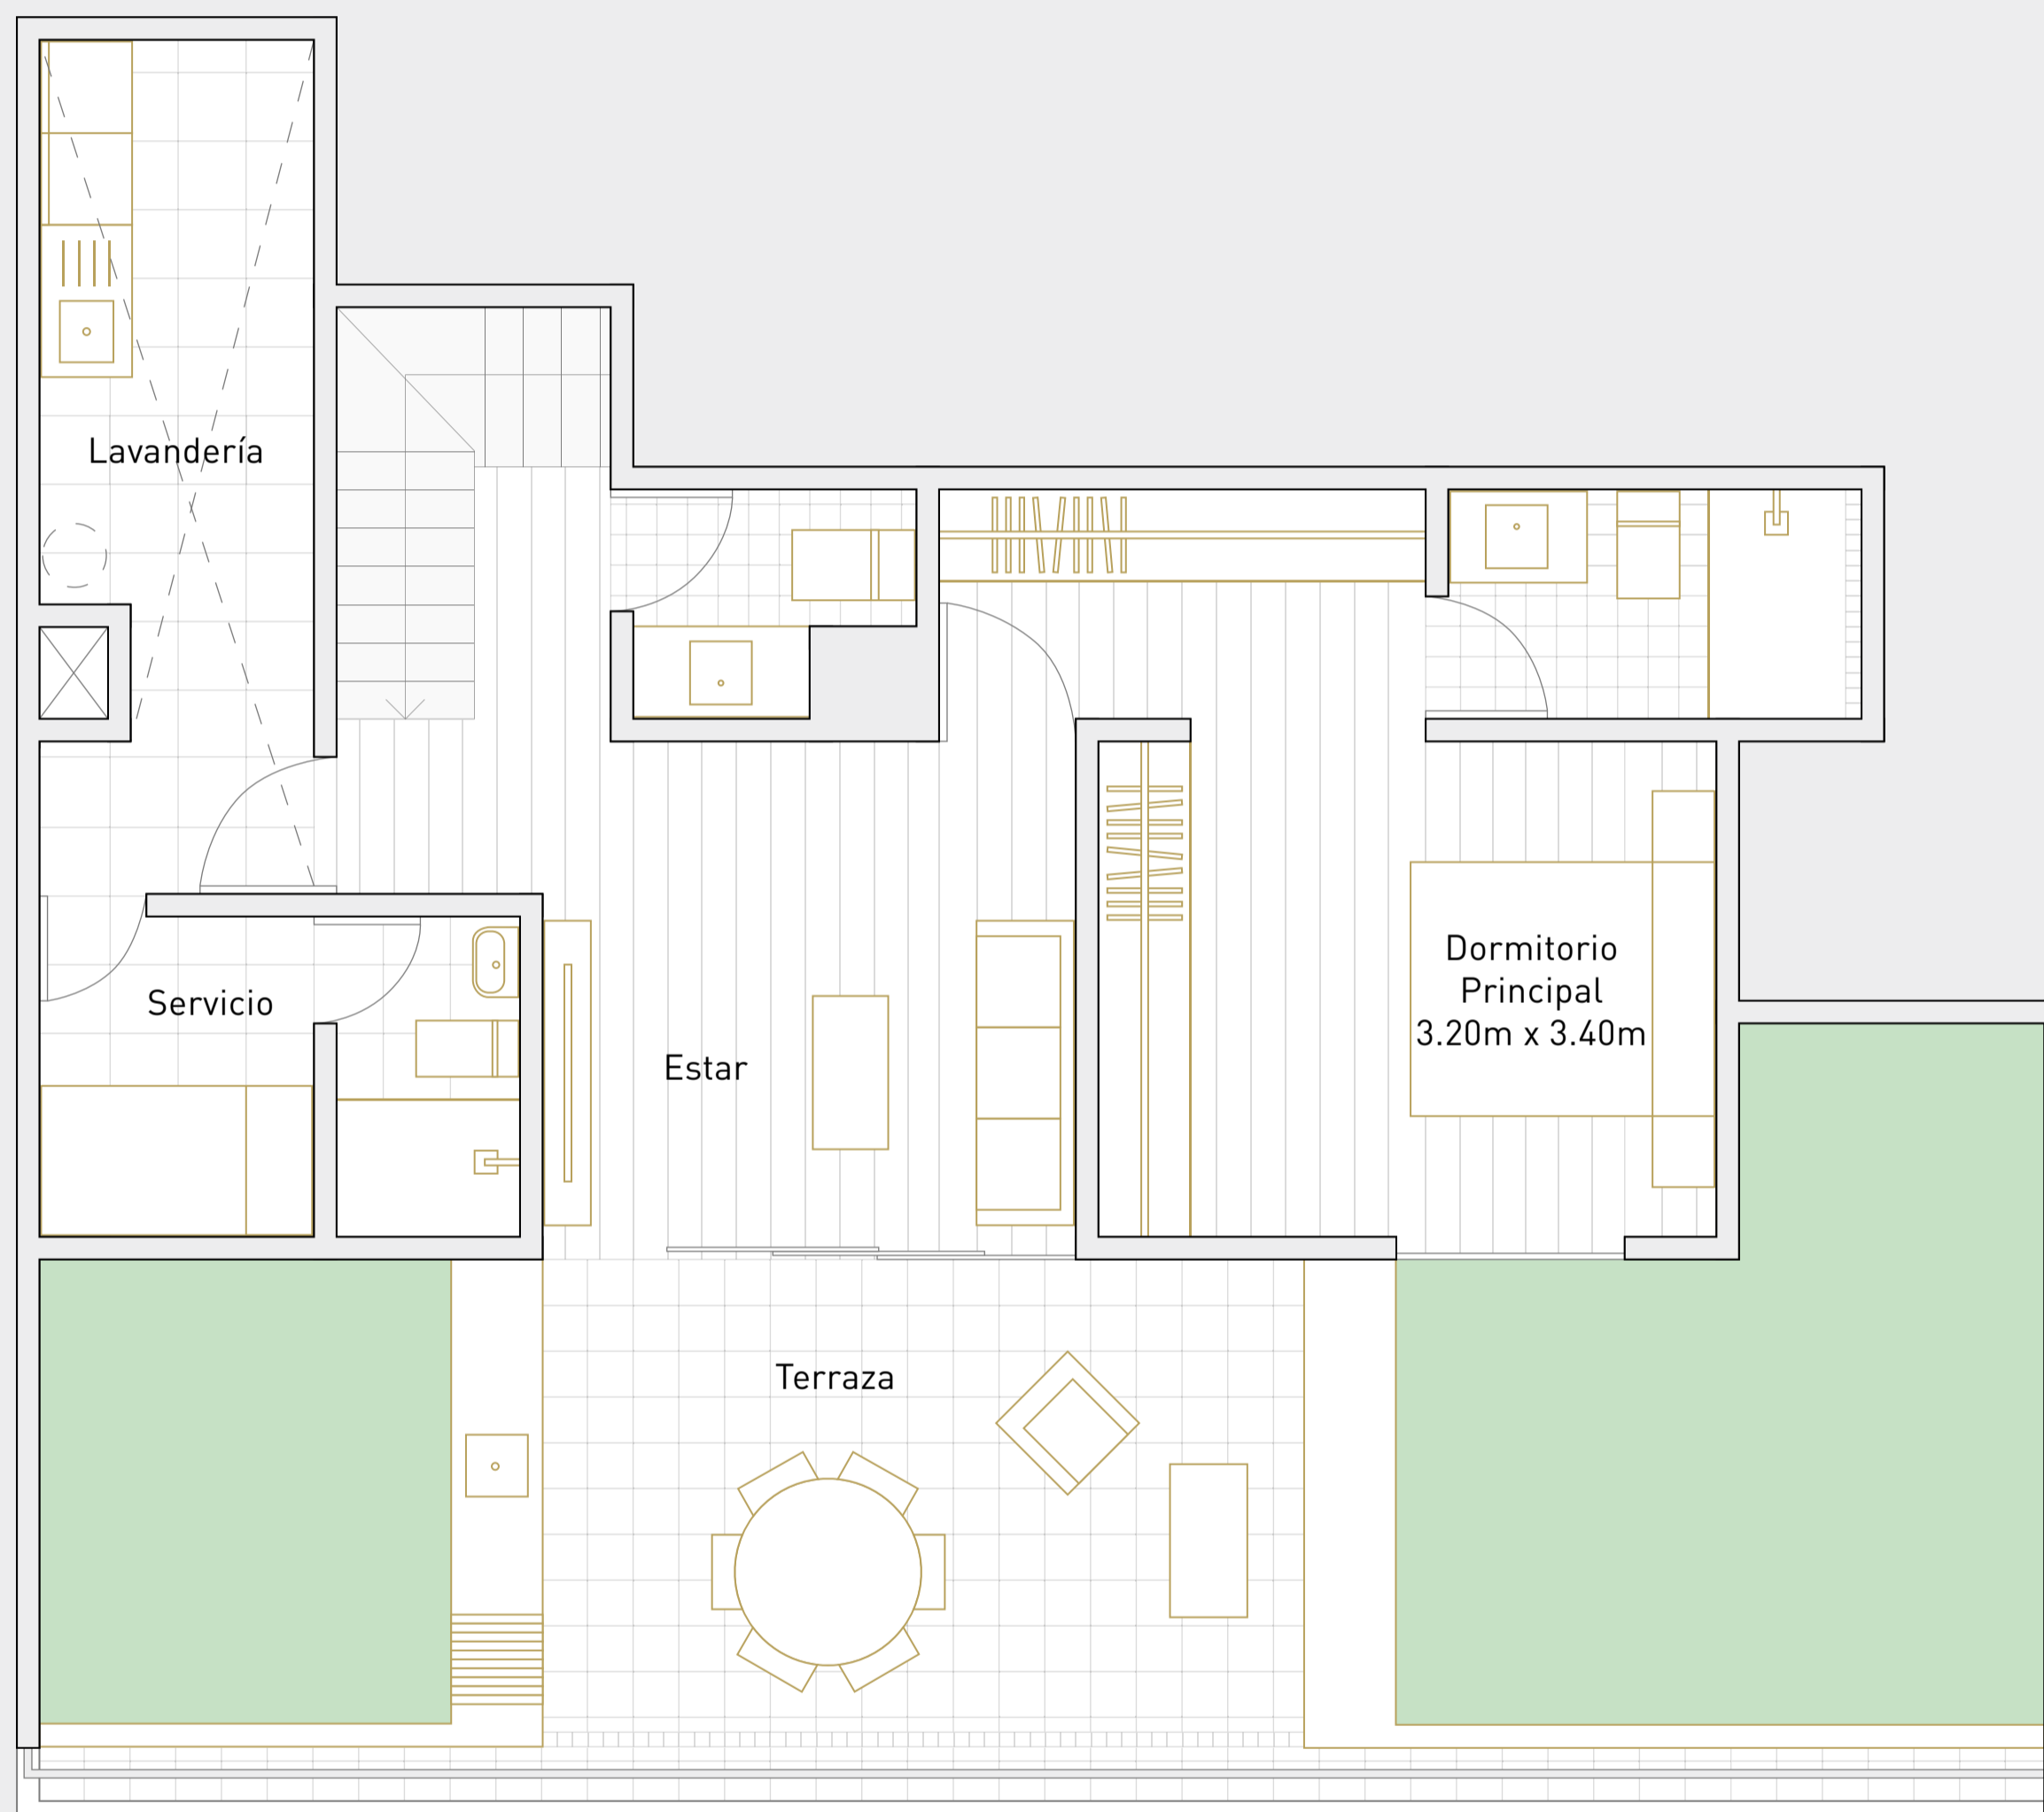 Lavandería
Servicio
Estar
Dormitorio
Principal
3.20m x 3.40m
Terraza